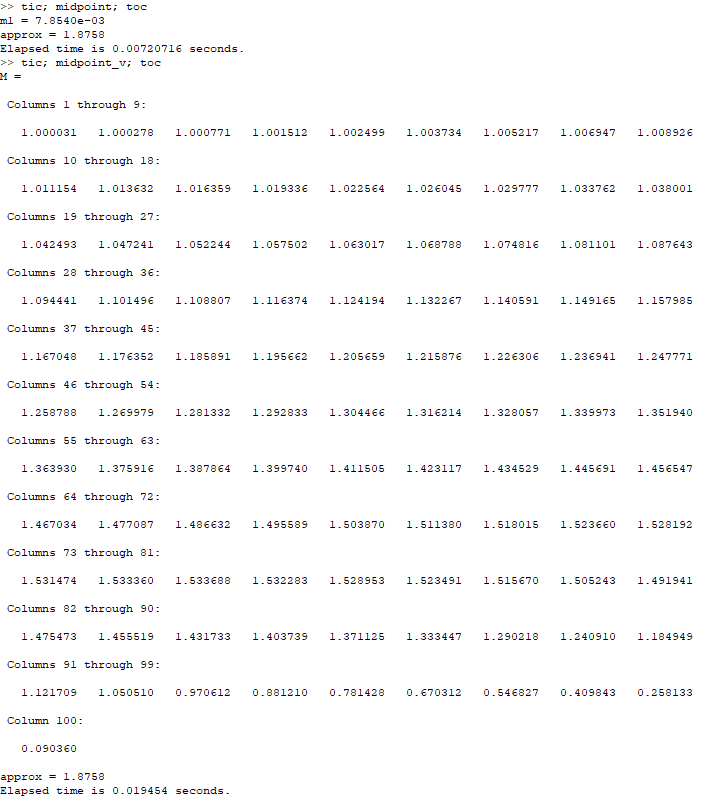 >> tic; midpoint; toc
m1 = 7.8540e-03
approx = 1.8758
Elapsed time is 0.00720716 seconds.
>> tic; midpoint_v; toc
M =
Columns 1 through 9:
1.000031 1.000278 1.000771 1.001512 1.002499 1.003734 1.005217 1.006947 1.008926
Columns 10 through 18:
1.011154 1.013632 1.016359 1.019336 1.022564 1.026045 1.029777 1.033762 1.038001
Columns 19 through 27:
1.042493 1.047241 1.052244 1.057502 1.063017 1.068788 1.074816 1.081101 1.087643
Columns 28 through 36:
1.094441 1.101496 1.108807 1.116374 1.124194 1.132267 1.140591 1.149165 1.157985
Columns 37 through 45:
1.167048 1.176352 1.185891 1.195662 1.205659 1.215876 1.226306 1.236941 1.247771
Columns 46 through 54:
1.258788 1.269979 1.281332 1.292833 1.304466 1.316214 1.328057 1.339973 1.351940
Columns 55 through 63:
1.363930 1.375916 1.387864 1.399740 1.411505 1.423117 1.434529 1.445691 1.456547
Columns 64 through 72:
1.467034 1.477087 1.486632 1.495589 1.503870 1.511380 1.518015 1.523660 1.528192
Columns 73 through 81:
1.531474 1.533360 1.533688 1.532283 1.528953 1.523491 1.515670 1.505243 1.491941
Columns 82 through 90:
1.475473 1.455519 1.431733 1.403739 1.371125 1.333447 1.290218 1.240910 1.184949
Columns 91 through 99:
1.121709 1.050510 0.970612 0.881210 0.781428 0.670312 0.546827 0.409843 0.258133
Column 100:
0.090360
approx = 1.8758
Elapsed time is 0.019454 seconds.